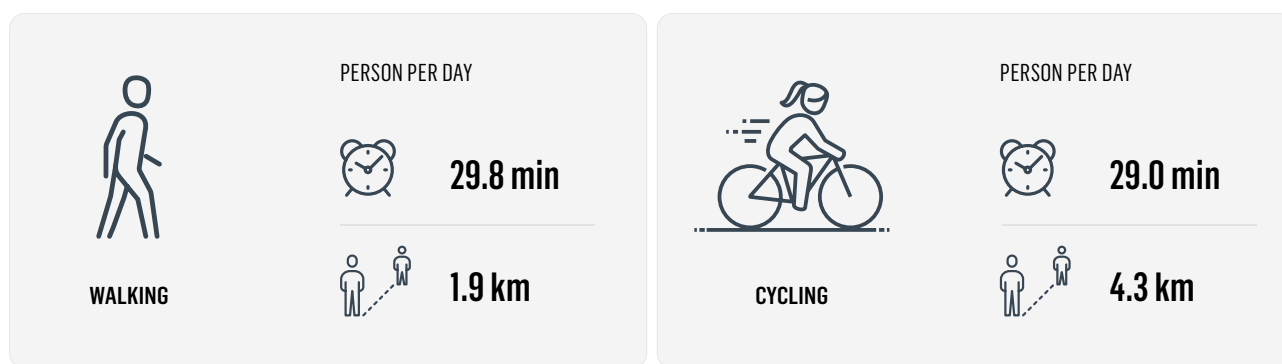 PERSON PER DAY
29.8 min
1.9 km
WALKING
PERSON PER DAY
29.0 min
4.3 km
CYCLING